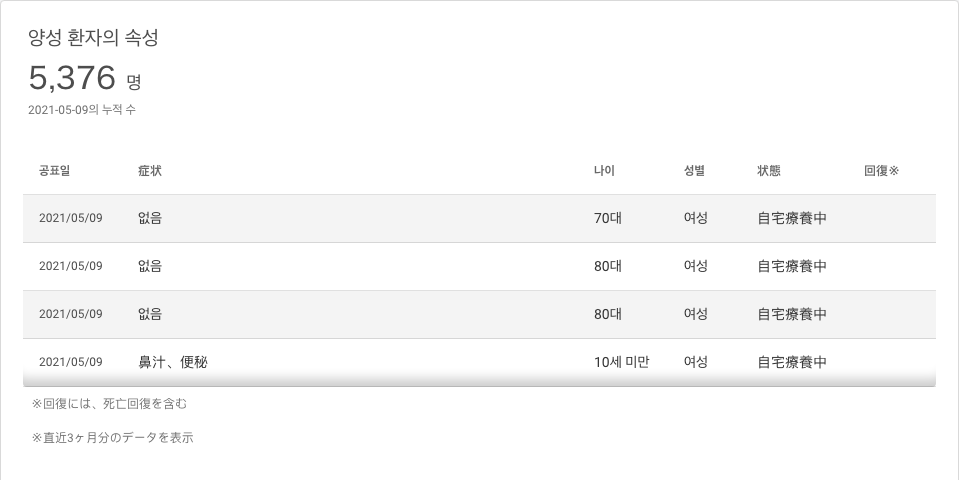 양성 환자의 속성
5,376 명
2021-05-09의 누적 수
공표일 症状 나이 성별 状態 回復※
2021/05/09 없음 70대 여성 自宅療養中
2021/05/09 없음 80대 여성 自宅療養中
2021/05/09 없음 80대 여성 自宅療養中
2021/05/09 鼻汁、便秘 10세 미만 여성 自宅療養中
※回復には、死亡回復を含む
※直近3ヶ月分のデータを表示